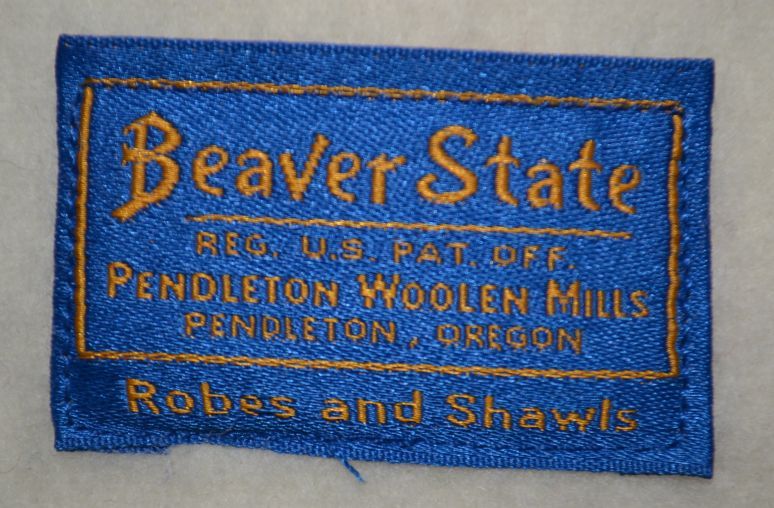 Beaver State
REG. U.S. PAT. OFF.
PENDLETON WOOLEN MILLS
PENDLETON, OREGON
Robes and Shawls